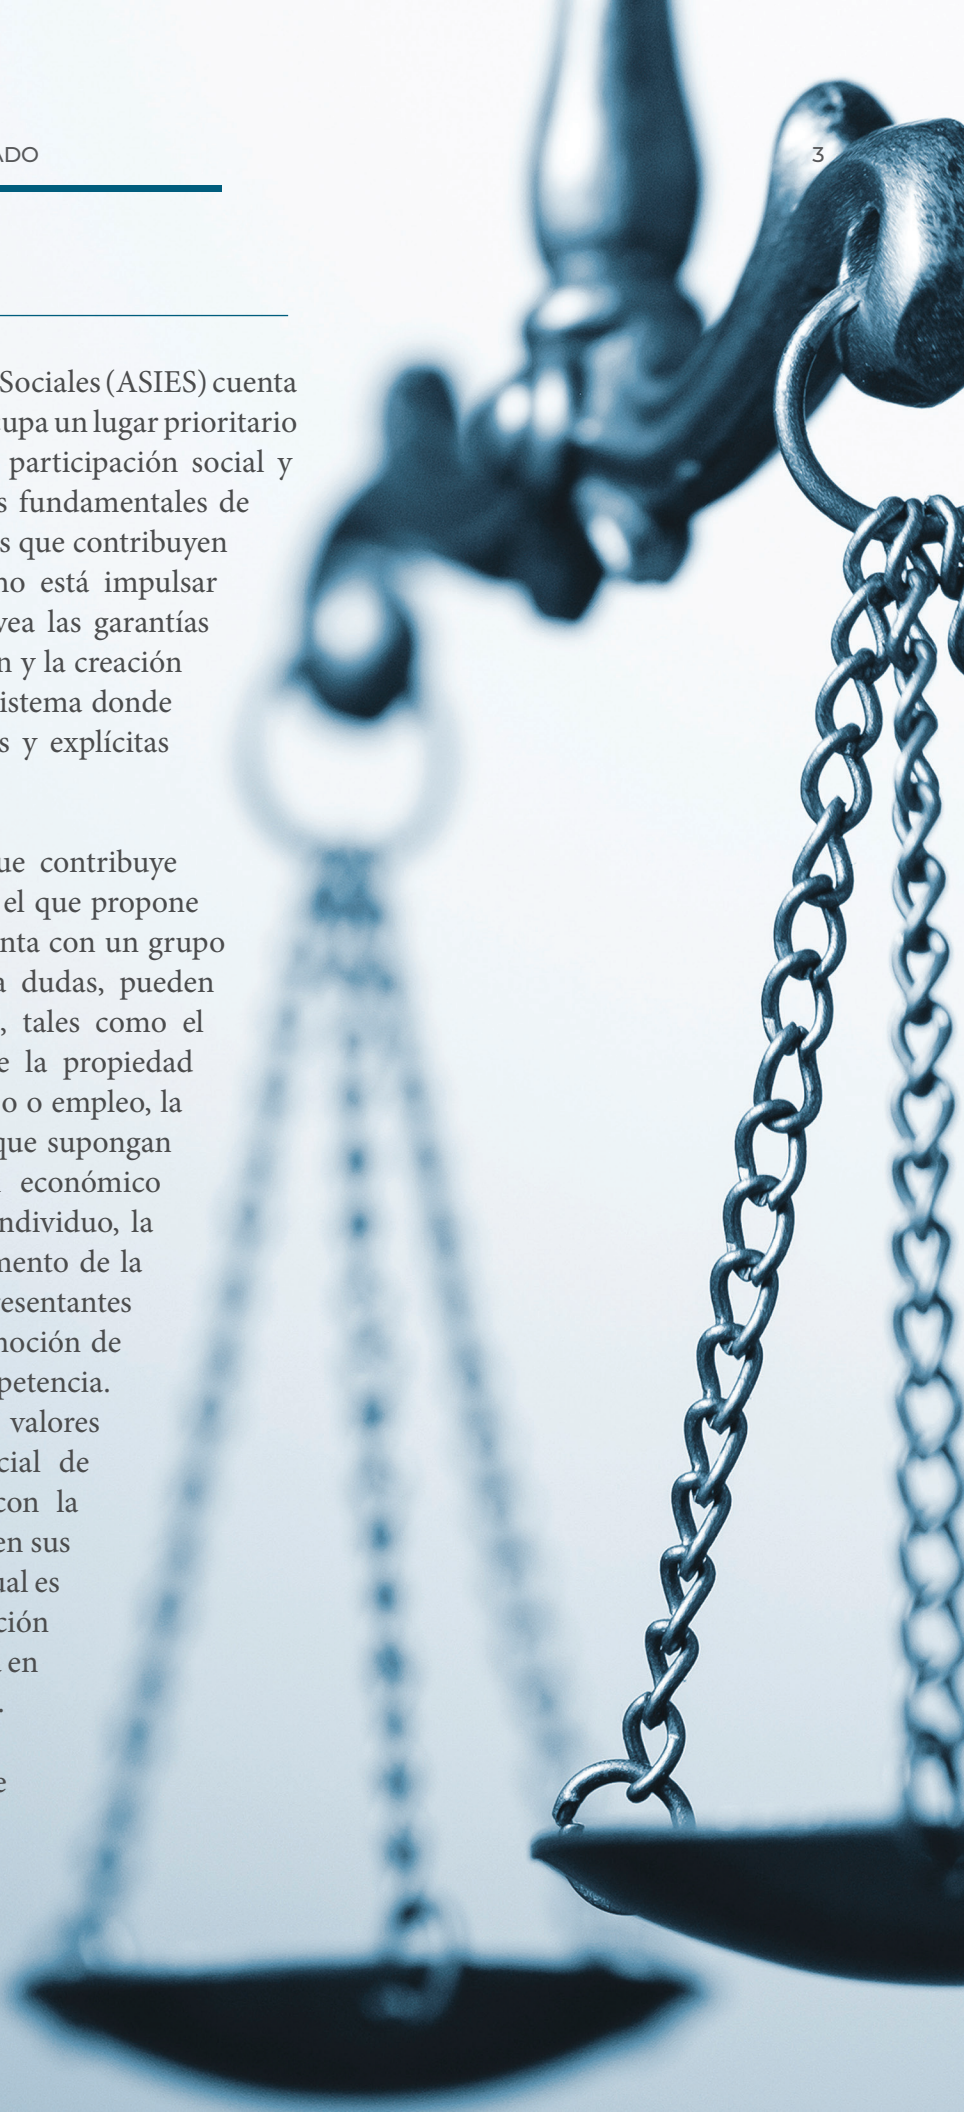 ADO
3
Sociales (ASIES) cuenta
upa un lugar prioritario
participación social y
s fundamentales de
s que contribuyen
no está impulsar
vea las garantías
n y la creación
istema donde
s y explícitas
ue contribuye
el que propone
nta con un grupo
a dudas, pueden
, tales como el
e la propiedad
o o empleo, la
que supongan
económico
ndividuo, la
mento de la
esentantes
noción de
petencia.
valores
cial de
con la
en sus
ual es
ción
en
.
e